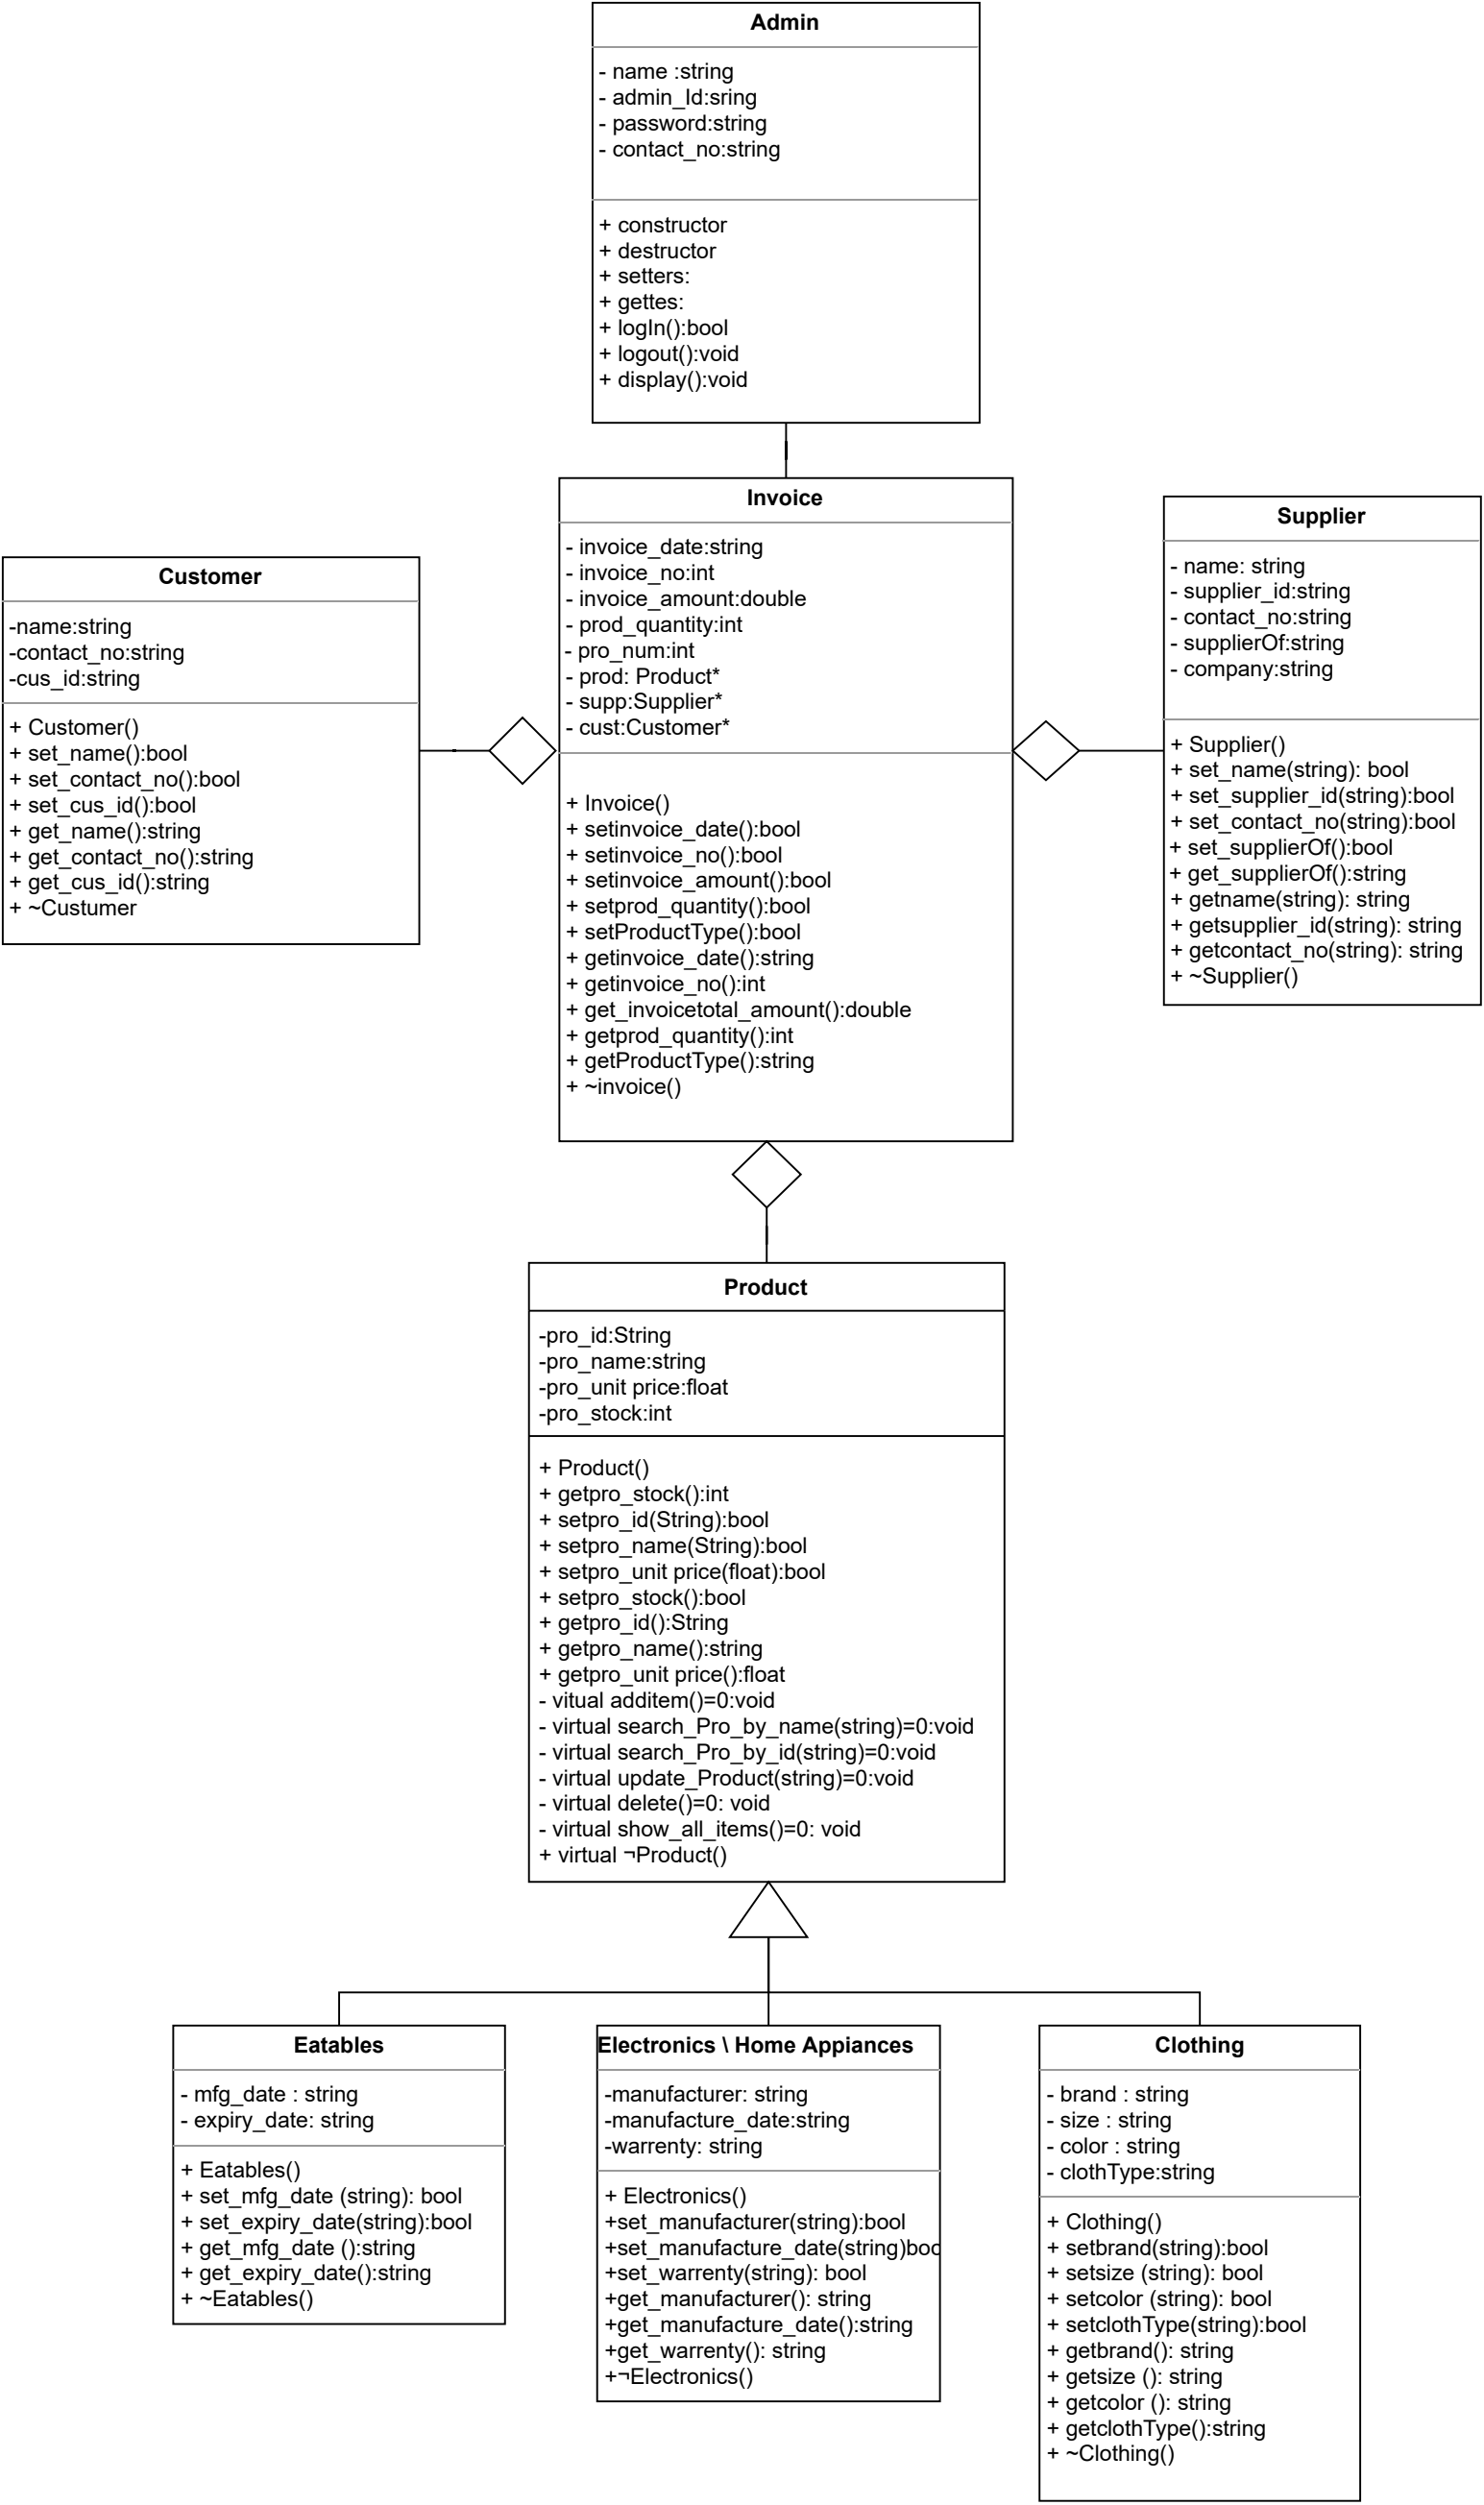 Admin
- name :string
- admin_Id:sring
- password:string
- contact_no:string
+ constructor
+ destructor
+ setters:
+ gettes:
+ logIn():bool
+ logout():void
+ display():void
Invoice
- invoice_date:string
- invoice_no:int
- invoice_amount:double
- prod_quantity:int
- pro_num:int
- prod: Product*
- supp:Supplier*
- cust:Customer*
+ Invoice()
+ setinvoice_date():bool
+ setinvoice_no():bool
+ setinvoice_amount():bool
+ setprod_quantity():bool
+ setProductType():bool
+ getinvoice_date():string
+ getinvoice_no():int
+ get_invoicetotal_amount():double
+ getprod_quantity():int
+ getProductType():string
+ ~invoice()
Supplier
- name: string
- supplier_id:string
- contact_no:string
- supplierOf:string
- company:string
+ Supplier()
+ set_name(string): bool
+ set_supplier_id(string):bool
+ set_contact_no(string):bool
+ set_supplierOf():bool
+ get_supplierOf():string
+ getname(string): string
+ getsupplier_id(string): string
+ getcontact_no(string): string
+ ~Supplier()
Customer
-name:string
-contact_no:string
-cus_id:string
+ Customer()
+ set_name():bool
+ set_contact_no():bool
+ set_cus_id():bool
+ get_name():string
+ get_contact_no():string
+ get_cus_id():string
+ ~Custumer
Product
-pro_id:String
-pro_name:string
-pro_unit price:float
-pro_stock:int
+ Product()
+ getpro_stock():int
+ setpro_id(String):bool
+ setpro_name(String):bool
+ setpro_unit price(float):bool
+ setpro_stock():bool
+ getpro_id():String
+ getpro_name():string
+ getpro_unit price():float
- vitual additem()=0:void
- virtual search_Pro_by_name(string)=0:void
- virtual search_Pro_by_id(string)=0:void
- virtual update_Product(string)=0:void
- virtual delete()=0: void
- virtual show_all_items()=0: void
+ virtual ¬Product()
Eatables
- mfg_date : string
- expiry_date: string
+ Eatables()
+ set_mfg_date (string): bool
+ set_expiry_date(string):bool
+ get_mfg_date ():string
+ get_expiry_date():string
+ ~Eatables()
Electronics \ Home Appiances
-manufacturer: string
-manufacture_date:string
-warrenty: string
+ Electronics()
+set_manufacturer(string):bool
+set_manufacture_date(string)boo
+set_warrenty(string): bool
+get_manufacturer(): string
+get_manufacture_date():string
+get_warrenty(): string
+¬Electronics()
Clothing
- brand : string
- size : string
- color : string
- clothType:string
+ Clothing()
+ setbrand(string):bool
+ setsize (string): bool
+ setcolor (string): bool
+ setclothType(string):bool
+ getbrand(): string
+ getsize (): string
+ getcolor (): string
+ getclothType():string
+ ~Clothing()